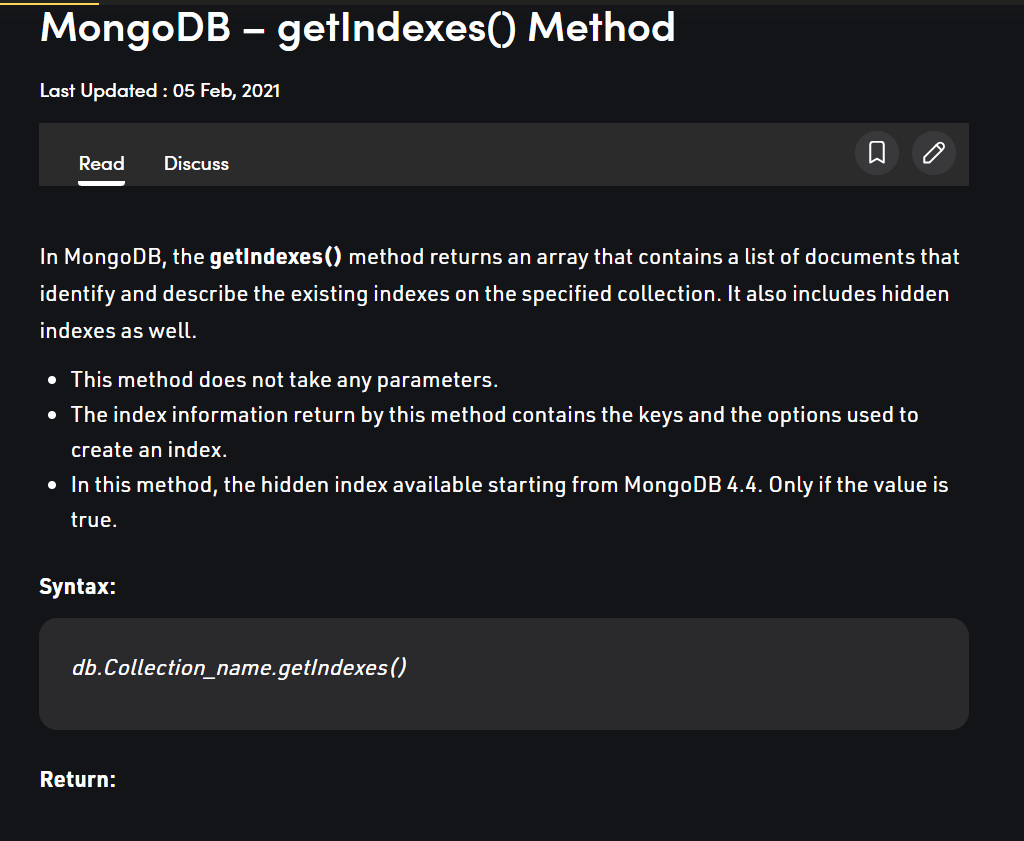 MongoDB – getIndexes() Method
Last Updated : 05 Feb, 2021
Read Discuss
In MongoDB, the getIndexes() method returns an array that contains a list of documents that
identify and describe the existing indexes on the specified collection. It also includes hidden
indexes as well.
This method does not take any parameters.
The index information return by this method contains the keys and the options used to
create an index.
In this method, the hidden index available starting from MongoDB 4.4. Only if the value is
true.
Syntax:
db.Collection_name.getIndexes()
Return: